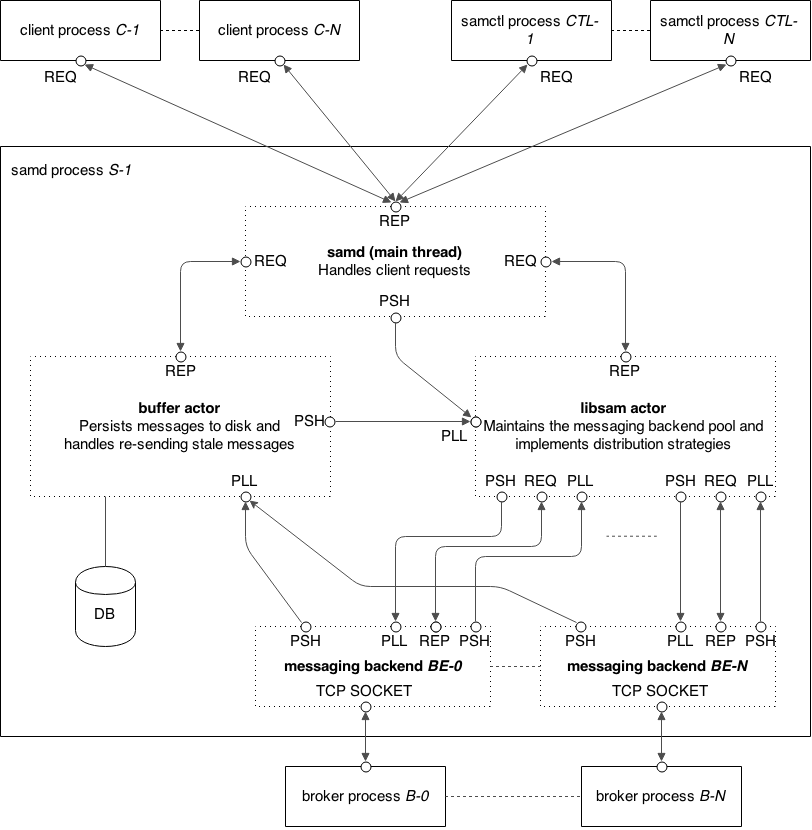 client process C-1
client process C-N
samctl process CTL-
1
samctl process CTL-
N
REQ
REQ
REQ
REQ
samd process S-1
REP
samd (main thread)
Handles client requests
REQ
REQ
PSH
REP
buffer actor
Persists messages to disk and
handles re-sending stale messages
PSH
PLL
REP
libsam actor
Maintains the messaging backend pool and
implements distribution strategies
PLL
PSH
REQ
PLL
PSH
REQ
PLL
DB
PSH
PLL
REP
PSH
messaging backend BE-0
TCP SOCKET
PSH
PLL
REP
PSH
messaging backend BE-N
TCP SOCKET
broker process B-0
broker process B-N